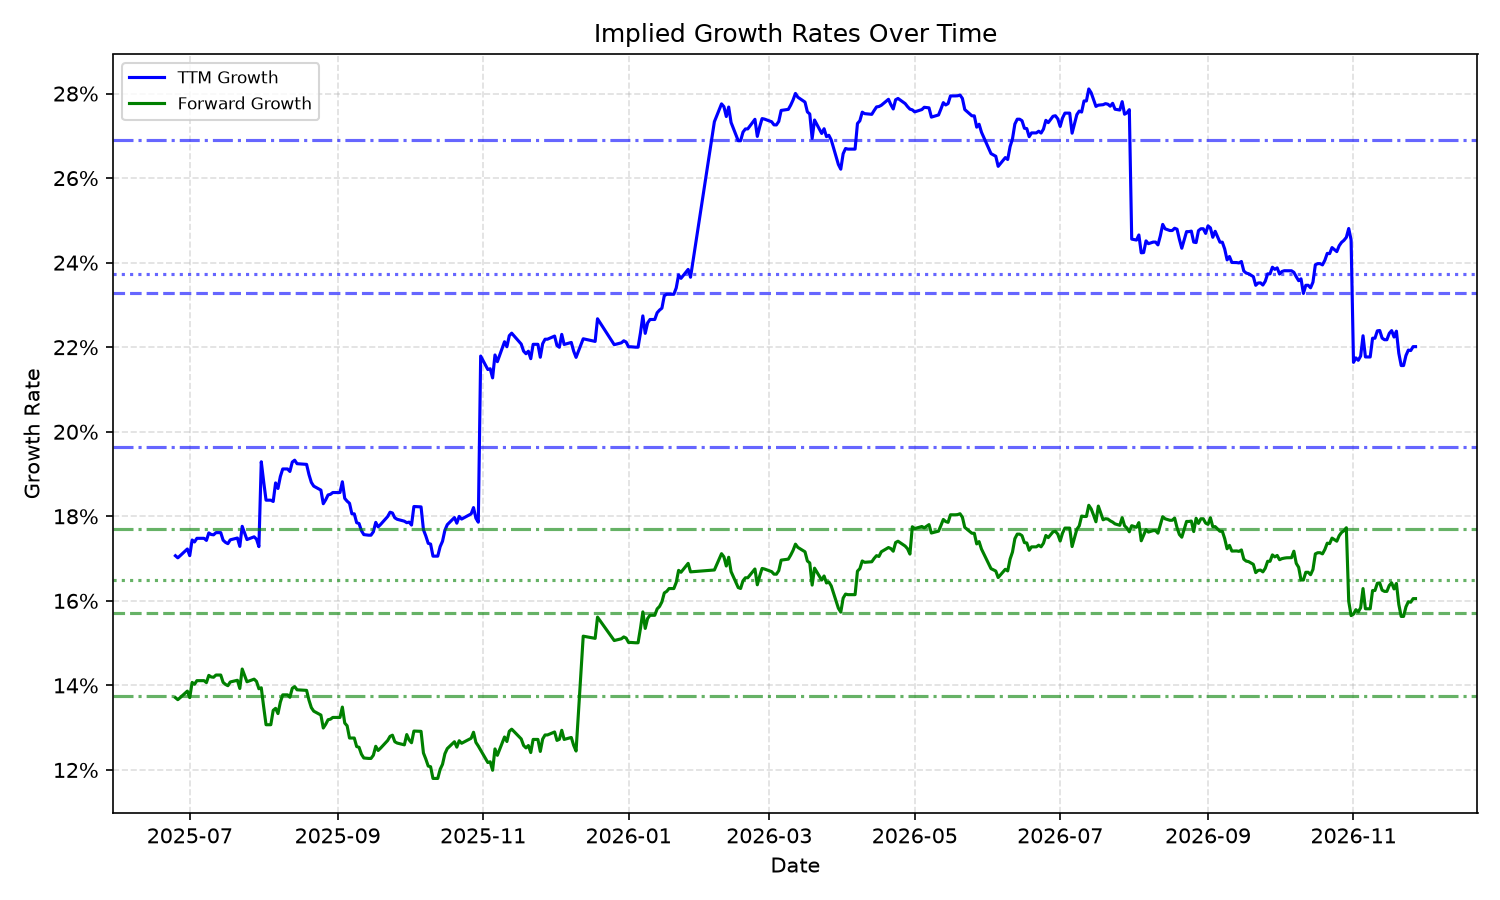 Implied Growth Rates Over Time
TTM Growth
Forward Growth
28%
26%
24%
22%
20%
18%
16%
14%
12%
Growth Rate
2025-07 2025-09 2025-11 2026-01 2026-03 2026-05 2026-07 2026-09 2026-11
Date